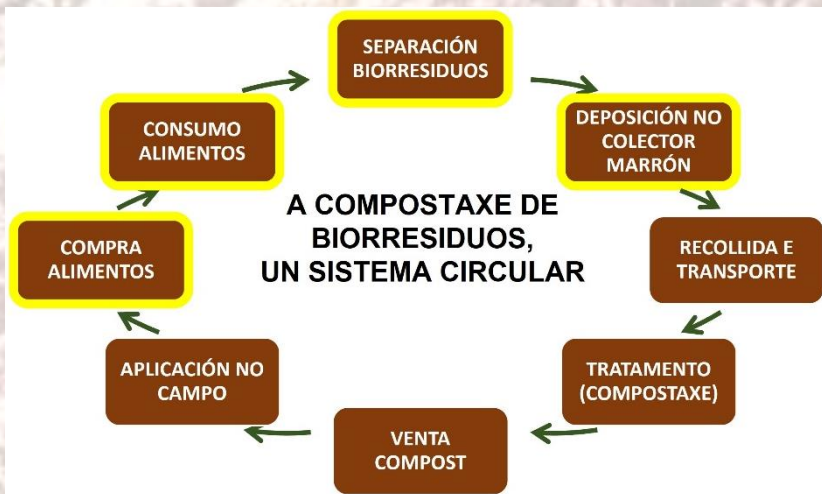 SEPARACIÓN
BIORRESIDUOS
DEPOSICIÓN NO
COLECTOR
MARRÓN
RECOLLIDA E
TRANSPORTE
TRATAMENTO
(COMPOSTAXE)
VENTA
COMPOST
APLICACIÓN NO
CAMPO
COMPRA
ALIMENTOS
CONSUMO
ALIMENTOS
A COMPOSTAXE DE
BIORRESIDUOS,
UN SISTEMA CIRCULAR